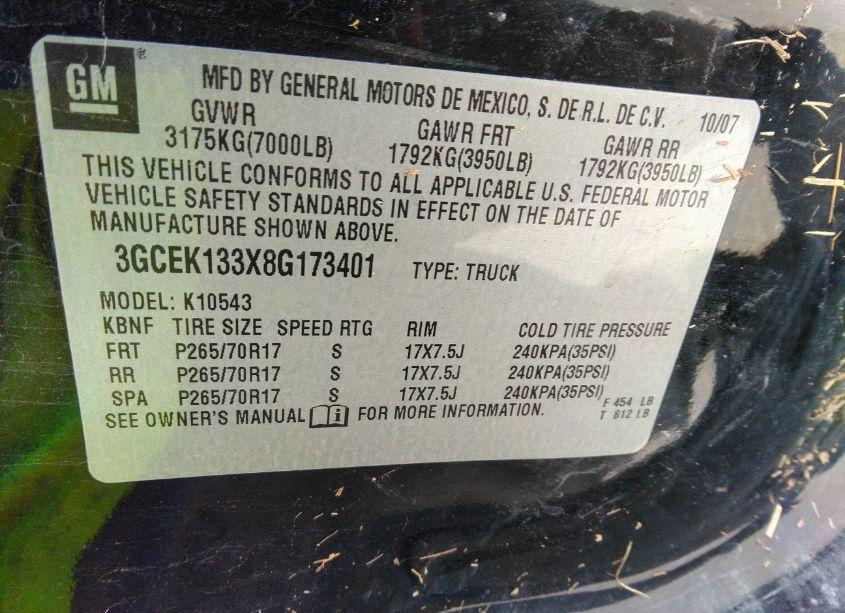 GM ®
MFD BY GENERAL MOTORS DE MEXICO, S. DE R.L. DE C.V. 10/07
GVWR GAWR FRT GAWR RR
3175KG(7000LB) 1792KG(3950LB) 1792KG(3950LB)
THIS VEHICLE CONFORMS TO ALL APPLICABLE U.S. FEDERAL MOTOR
VEHICLE SAFETY STANDARDS IN EFFECT ON THE DATE OF
MANUFACTURE SHOWN ABOVE.
3GCEK133X8G173401 TYPE: TRUCK
MODEL: K10543
KBNF TIRE SIZE SPEED RTG RIM COLD TIRE PRESSURE
FRT P265/70R17 S 17X7.5J 240KPA(35PSI)
RR P265/70R17 S 17X7.5J 240KPA(35PSI)
SPA P265/70R17 S 17X7.5J 240KPA(35PSI)
F 454 LB
T 812 LB
SEE OWNER'S MANUAL i FOR MORE INFORMATION.